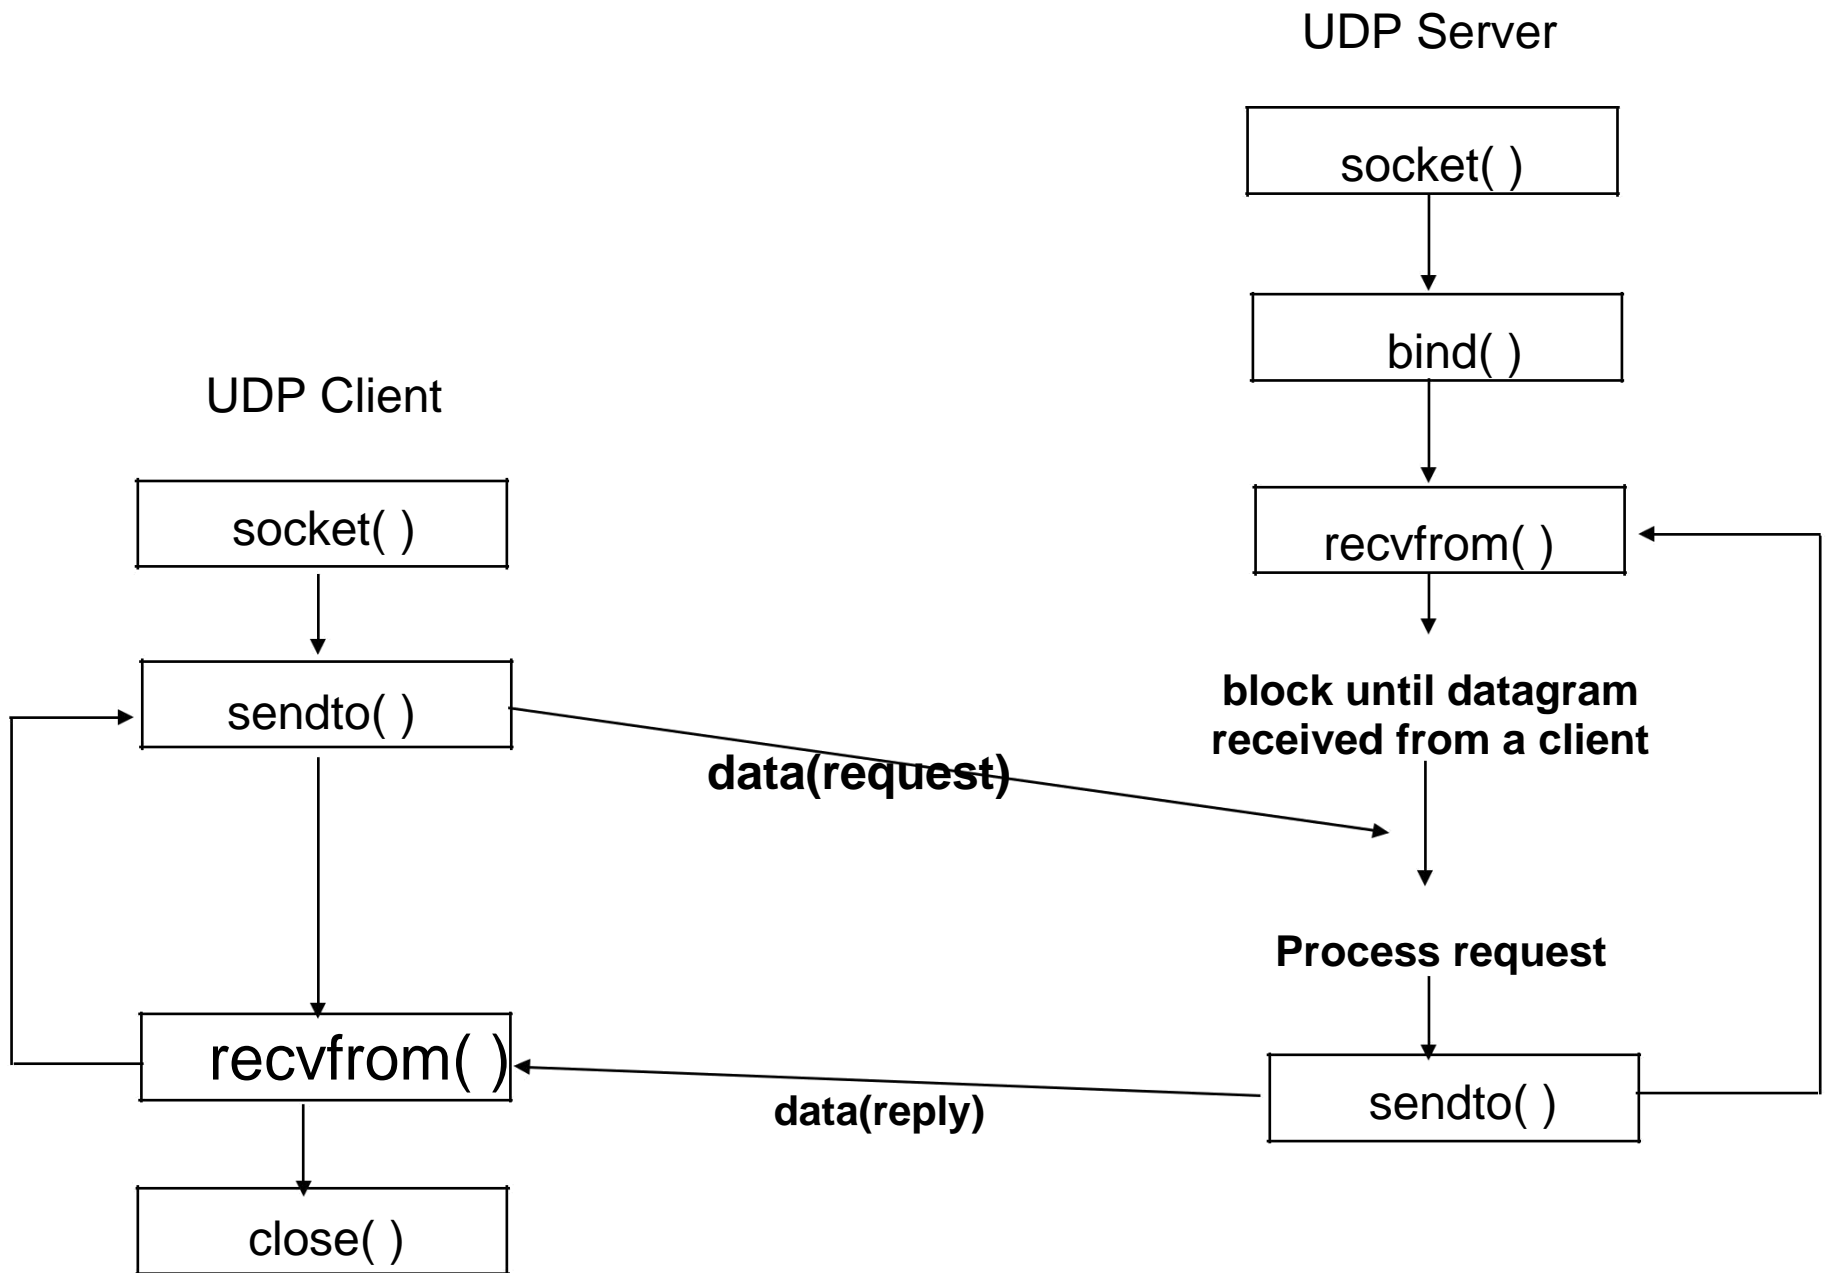 UDP Server
socket( )
bind( )
UDP Client
socket( )
recvfrom( )
sendto( )
block until datagram
received from a client
data(request)
Process request
recvfrom( )
data(reply)
sendto( )
close( )